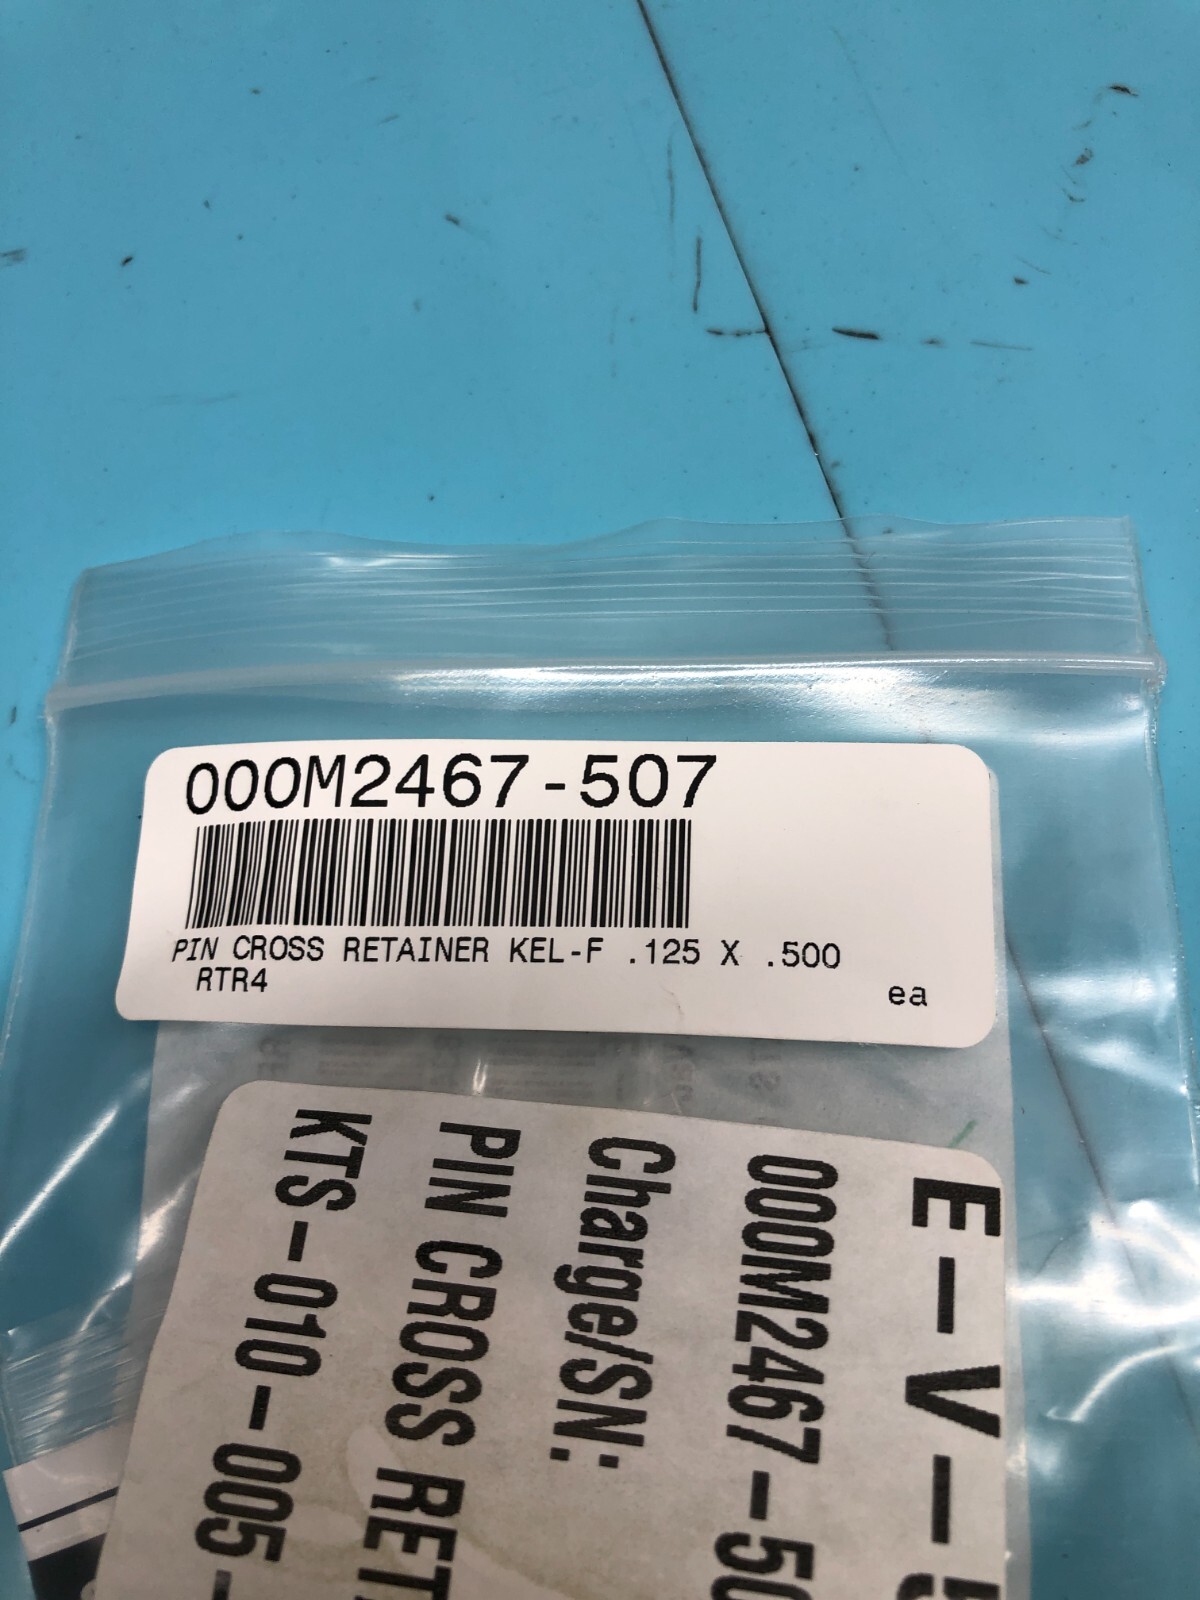 000M2467-507
PIN CROSS RETAINER KEL-F .125 X .500
RTR4
ea
E-V-5
000M2467-50
Charge/SN:
PIN CROSS RET
KTS-010-005-